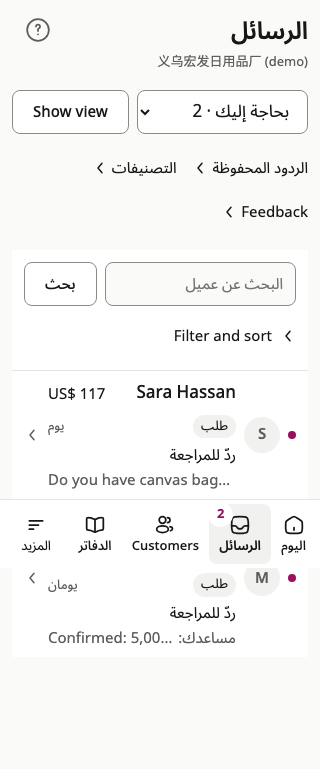 الرسائل
义乌宏发日用品厂 (demo)
بحاجة إليك · 2
Show view
الردود المحفوظة
التصنيفات
Feedback
البحث عن عميل
بحث
Filter and sort
Sara Hassan
US$ 117
S
طلب
يوم
ردّ للمراجعة
Do you have canvas bag...
اليوم
الرسائل
2
Customers
الدفاتر
المزيد
M
طلب
يومان
ردّ للمراجعة
مساعدك: Confirmed: 5,00...